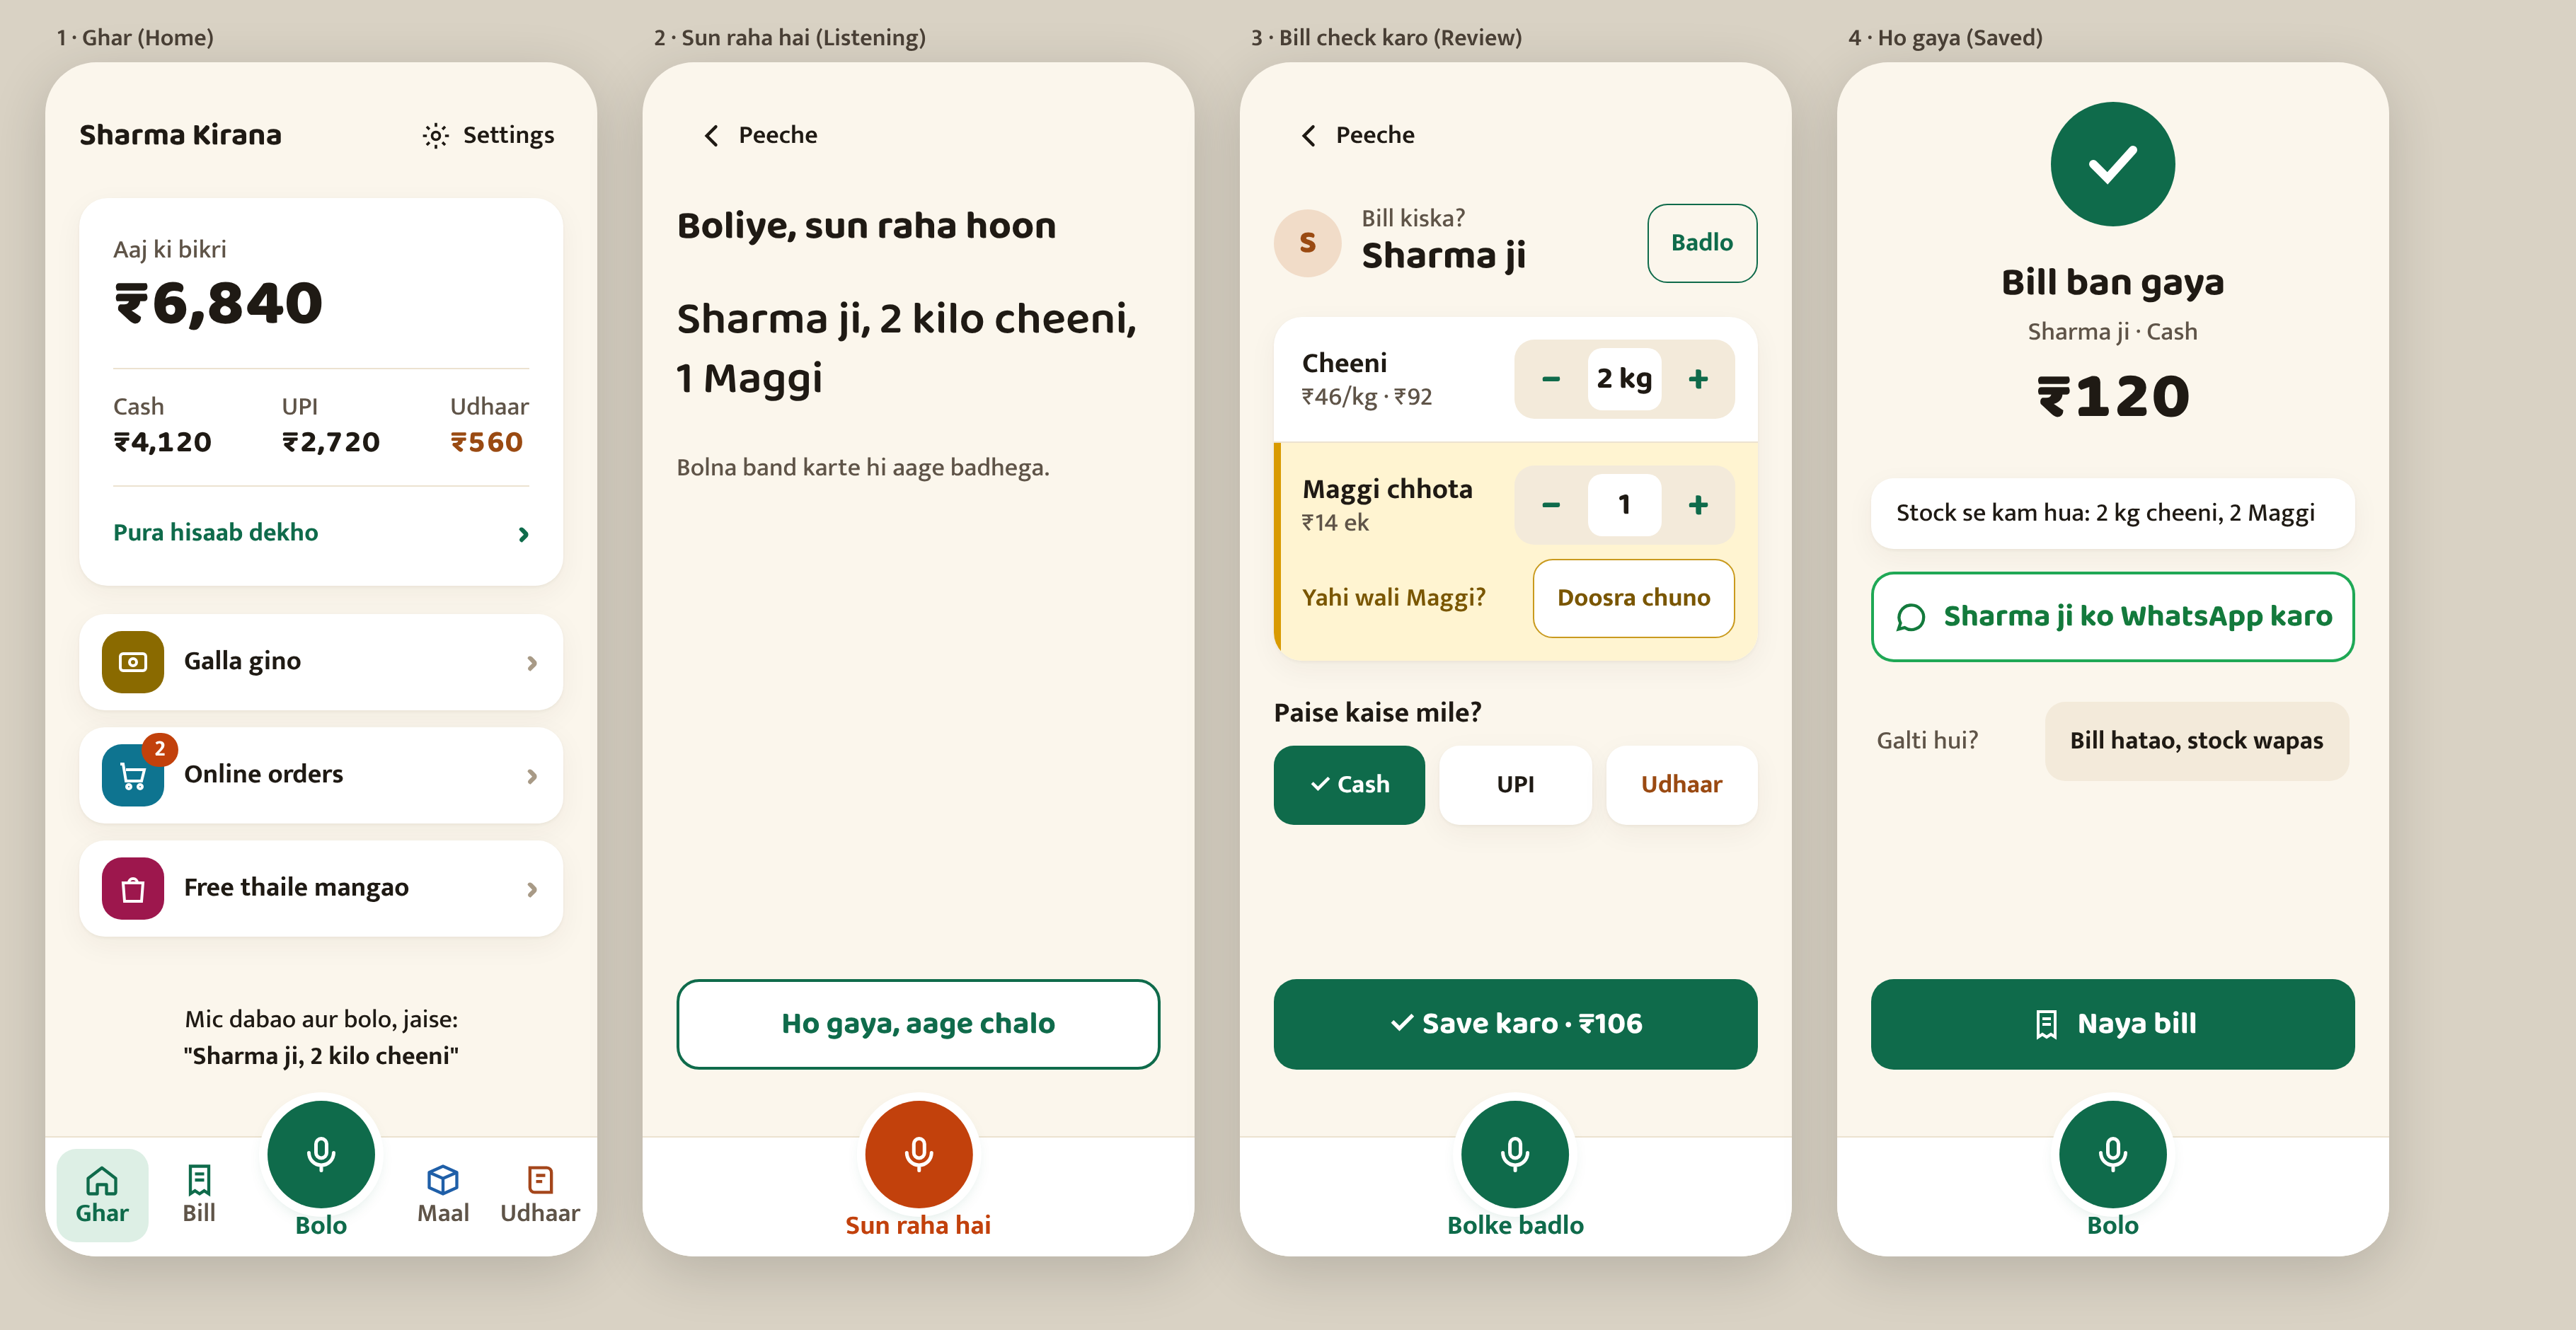 1 · Ghar (Home)
Sharma Kirana
Settings
Aaj ki bikri
₹6,840
Cash
UPI
Udhaar
₹4,120
₹2,720
₹560
Pura hisaab dekho
Galla gino
2
Online orders
Free thaile mangao
Mic dabao aur bolo, jaise:
"Sharma ji, 2 kilo cheeni"
Ghar
Bill
Bolo
Maal
Udhaar
2 · Sun raha hai (Listening)
Peeche
Boliye, sun raha hoon
Sharma ji, 2 kilo cheeni,
1 Maggi
Bolna band karte hi aage badhega.
Ho gaya, aage chalo
Sun raha hai
3 · Bill check karo (Review)
Peeche
S
Bill kiska?
Sharma ji
Badlo
Cheeni
₹46/kg · ₹92
− 2 kg +
Maggi chhota
₹14 ek
− 1 +
Yahi wali Maggi?
Doosra chuno
Paise kaise mile?
Cash
UPI
Udhaar
Save karo · ₹106
Bolke badlo
4 · Ho gaya (Saved)
Bill ban gaya
Sharma ji · Cash
₹120
Stock se kam hua: 2 kg cheeni, 2 Maggi
Sharma ji ko WhatsApp karo
Galti hui?
Bill hatao, stock wapas
Naya bill
Bolo